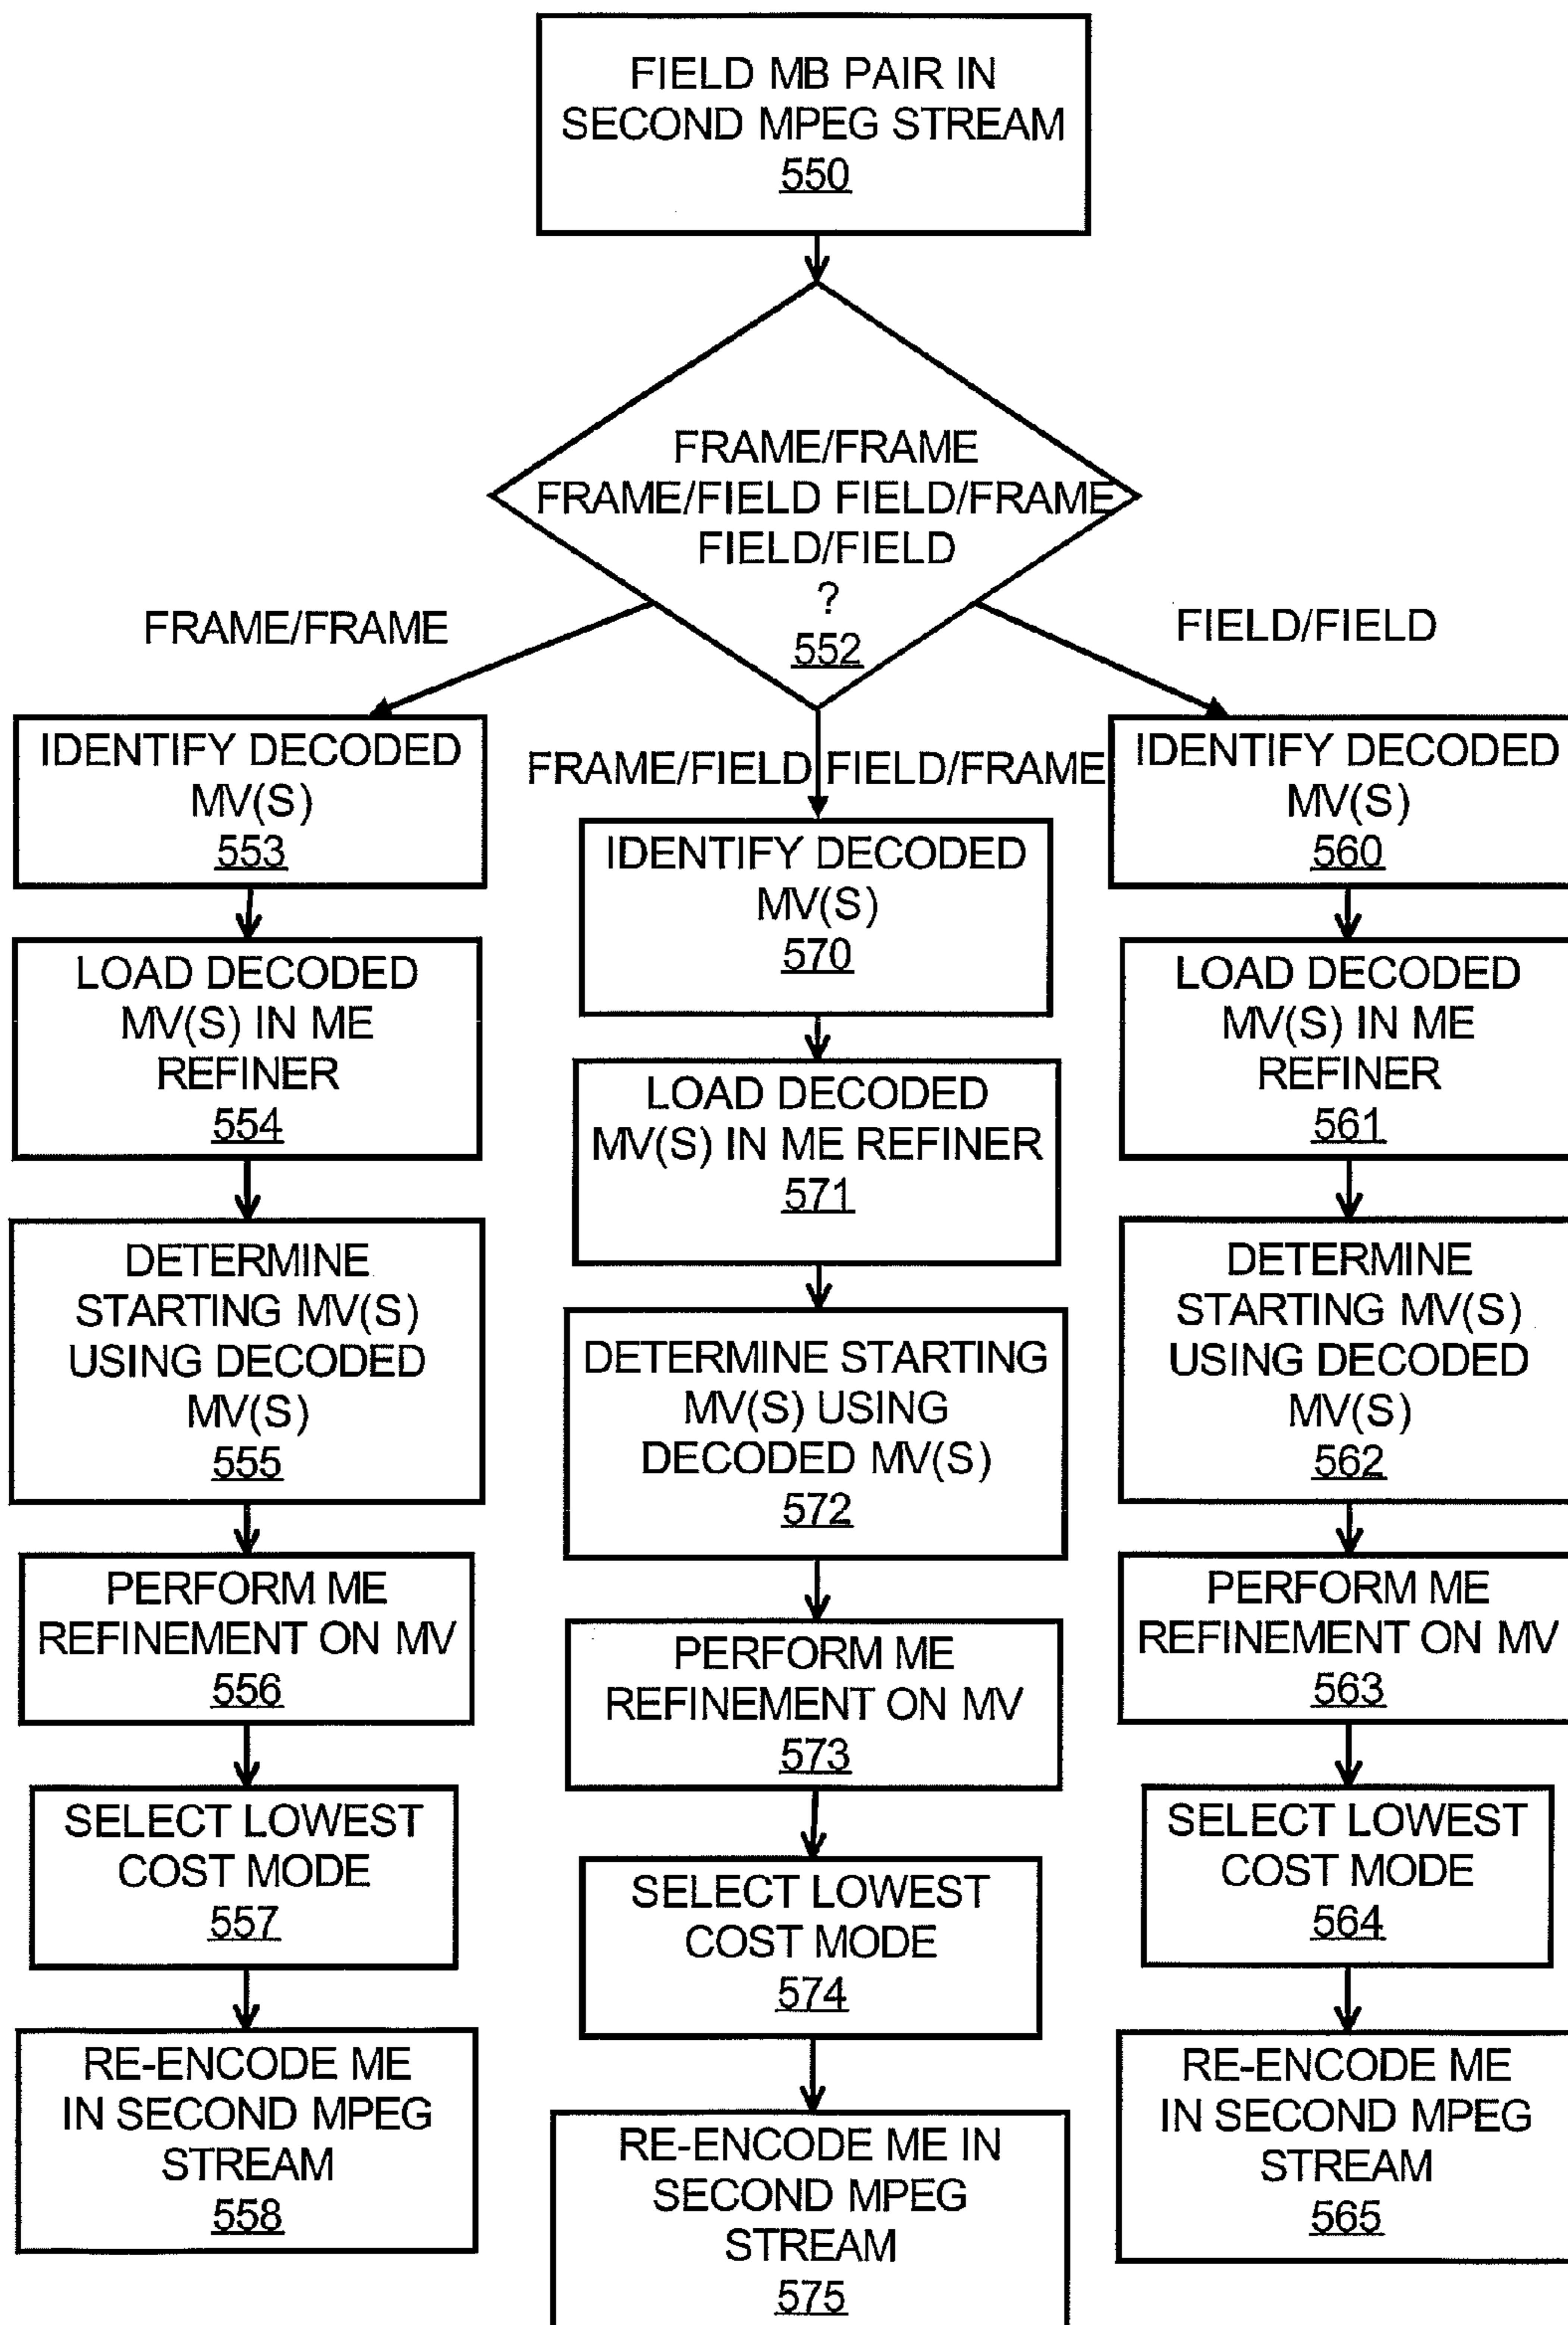 FIELD MB PAIR IN
SECOND MPEG STREAM
550
FRAME/FRAME
FRAME/FIELD FIELD/FRAME
FIELD/FIELD
?
552
FRAME/FRAME
IDENTIFY DECODED
MV(S)
553
LOAD DECODED
MV(S) IN ME
REFINER
554
DETERMINE
STARTING MV(S)
USING DECODED
MV(S)
555
PERFORM ME
REFINEMENT ON MV
556
SELECT LOWEST
COST MODE
557
RE-ENCODE ME
IN SECOND MPEG
STREAM
558
FRAME/FIELD FIELD/FRAME
IDENTIFY DECODED
MV(S)
570
LOAD DECODED
MV(S) IN ME REFINER
571
DETERMINE STARTING
MV(S) USING
DECODED MV(S)
572
PERFORM ME
REFINEMENT ON MV
573
SELECT LOWEST
COST MODE
574
RE-ENCODE ME IN
SECOND MPEG
STREAM
575
FIELD/FIELD
IDENTIFY DECODED
MV(S)
560
LOAD DECODED
MV(S) IN ME
REFINER
561
DETERMINE
STARTING MV(S)
USING DECODED
MV(S)
562
PERFORM ME
REFINEMENT ON MV
563
SELECT LOWEST
COST MODE
564
RE-ENCODE ME
IN SECOND MPEG
STREAM
565